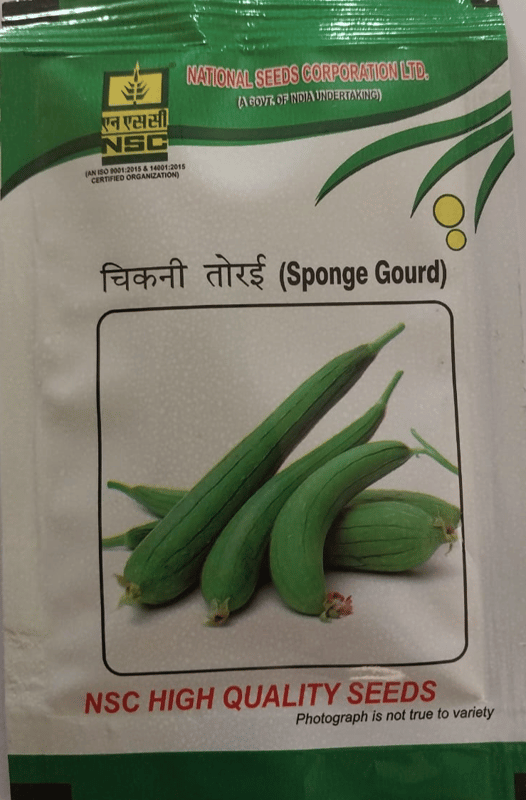 एन एस सी
NSC
NATIONAL SEEDS CORPORATION LTD.
(A GOVT. OF INDIA UNDERTAKING)
(AN ISO 9001:2015 & 14001:2015
CERTIFIED ORGANIZATION)
चिकनी तोरई (Sponge Gourd)
NSC HIGH QUALITY SEEDS
Photograph is not true to variety